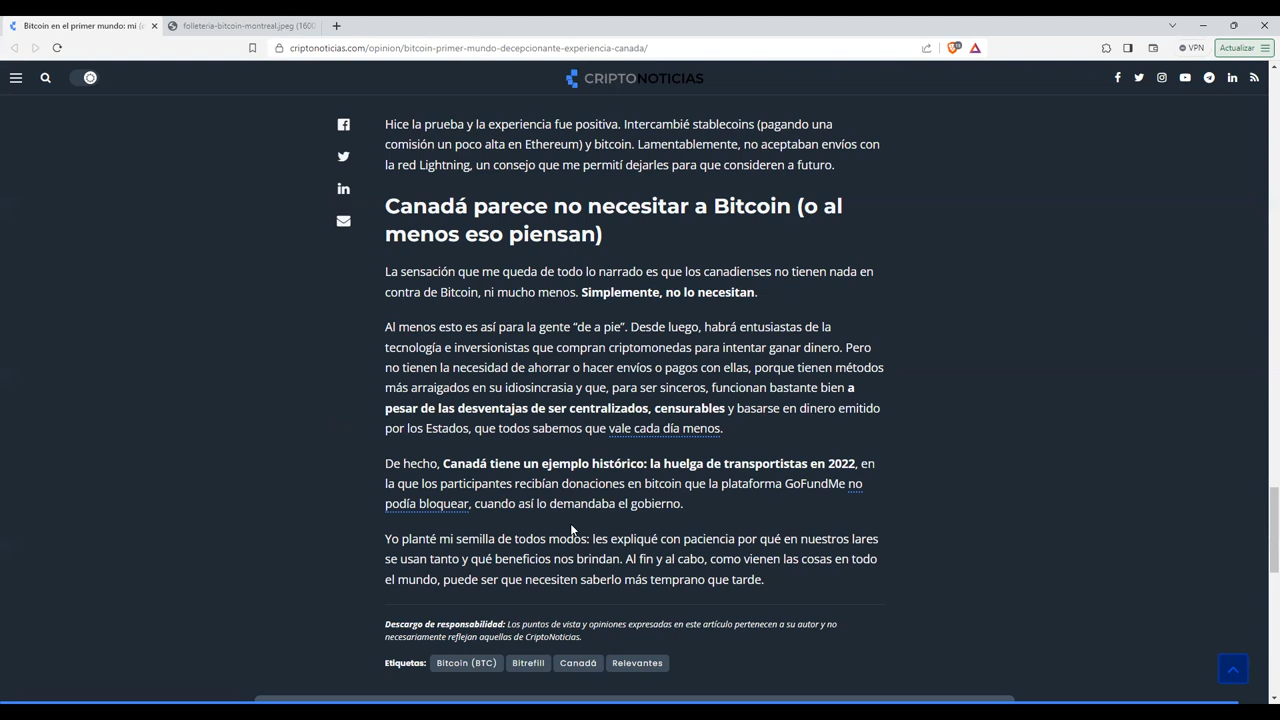 Bitcoin en el primer mundo: mi (
folleteria-bitcoin-montreal.jpeg (1600
criptonoticias.com/opinion/bitcoin-primer-mundo-decepcionante-experiencia-canada/
VPN
Actualizar
CRIPTONOTICIAS
Hice la prueba y la experiencia fue positiva. Intercambié stablecoins (pagando una
comisión un poco alta en Ethereum) y bitcoin. Lamentablemente, no aceptaban envíos con
la red Lightning, un consejo que me permití dejarles para que consideren a futuro.
Canadá parece no necesitar a Bitcoin (o al
menos eso piensan)
La sensación que me queda de todo lo narrado es que los canadienses no tienen nada en
contra de Bitcoin, ni mucho menos. Simplemente, no lo necesitan.
Al menos esto es así para la gente “de a pie”. Desde luego, habrá entusiastas de la
tecnología e inversionistas que compran criptomonedas para intentar ganar dinero. Pero
no tienen la necesidad de ahorrar o hacer envíos o pagos con ellas, porque tienen métodos
más arraigados en su idiosincrasia y que, para ser sinceros, funcionan bastante bien a
pesar de las desventajas de ser centralizados, censurables y basarse en dinero emitido
por los Estados, que todos sabemos que vale cada día menos.
De hecho, Canadá tiene un ejemplo histórico: la huelga de transportistas en 2022, en
la que los participantes recibían donaciones en bitcoin que la plataforma GoFundMe no
podía bloquear, cuando así lo demandaba el gobierno.
Yo planté mi semilla de todos modos: les expliqué con paciencia por qué en nuestros lares
se usan tanto y qué beneficios nos brindan. Al fin y al cabo, como vienen las cosas en todo
el mundo, puede ser que necesiten saberlo más temprano que tarde.
Descargo de responsabilidad: Los puntos de vista y opiniones expresadas en este artículo pertenecen a su autor y no
necesariamente reflejan aquellas de CriptoNoticias.
Etiquetas: Bitcoin (BTC) Bitrefill Canadá Relevantes